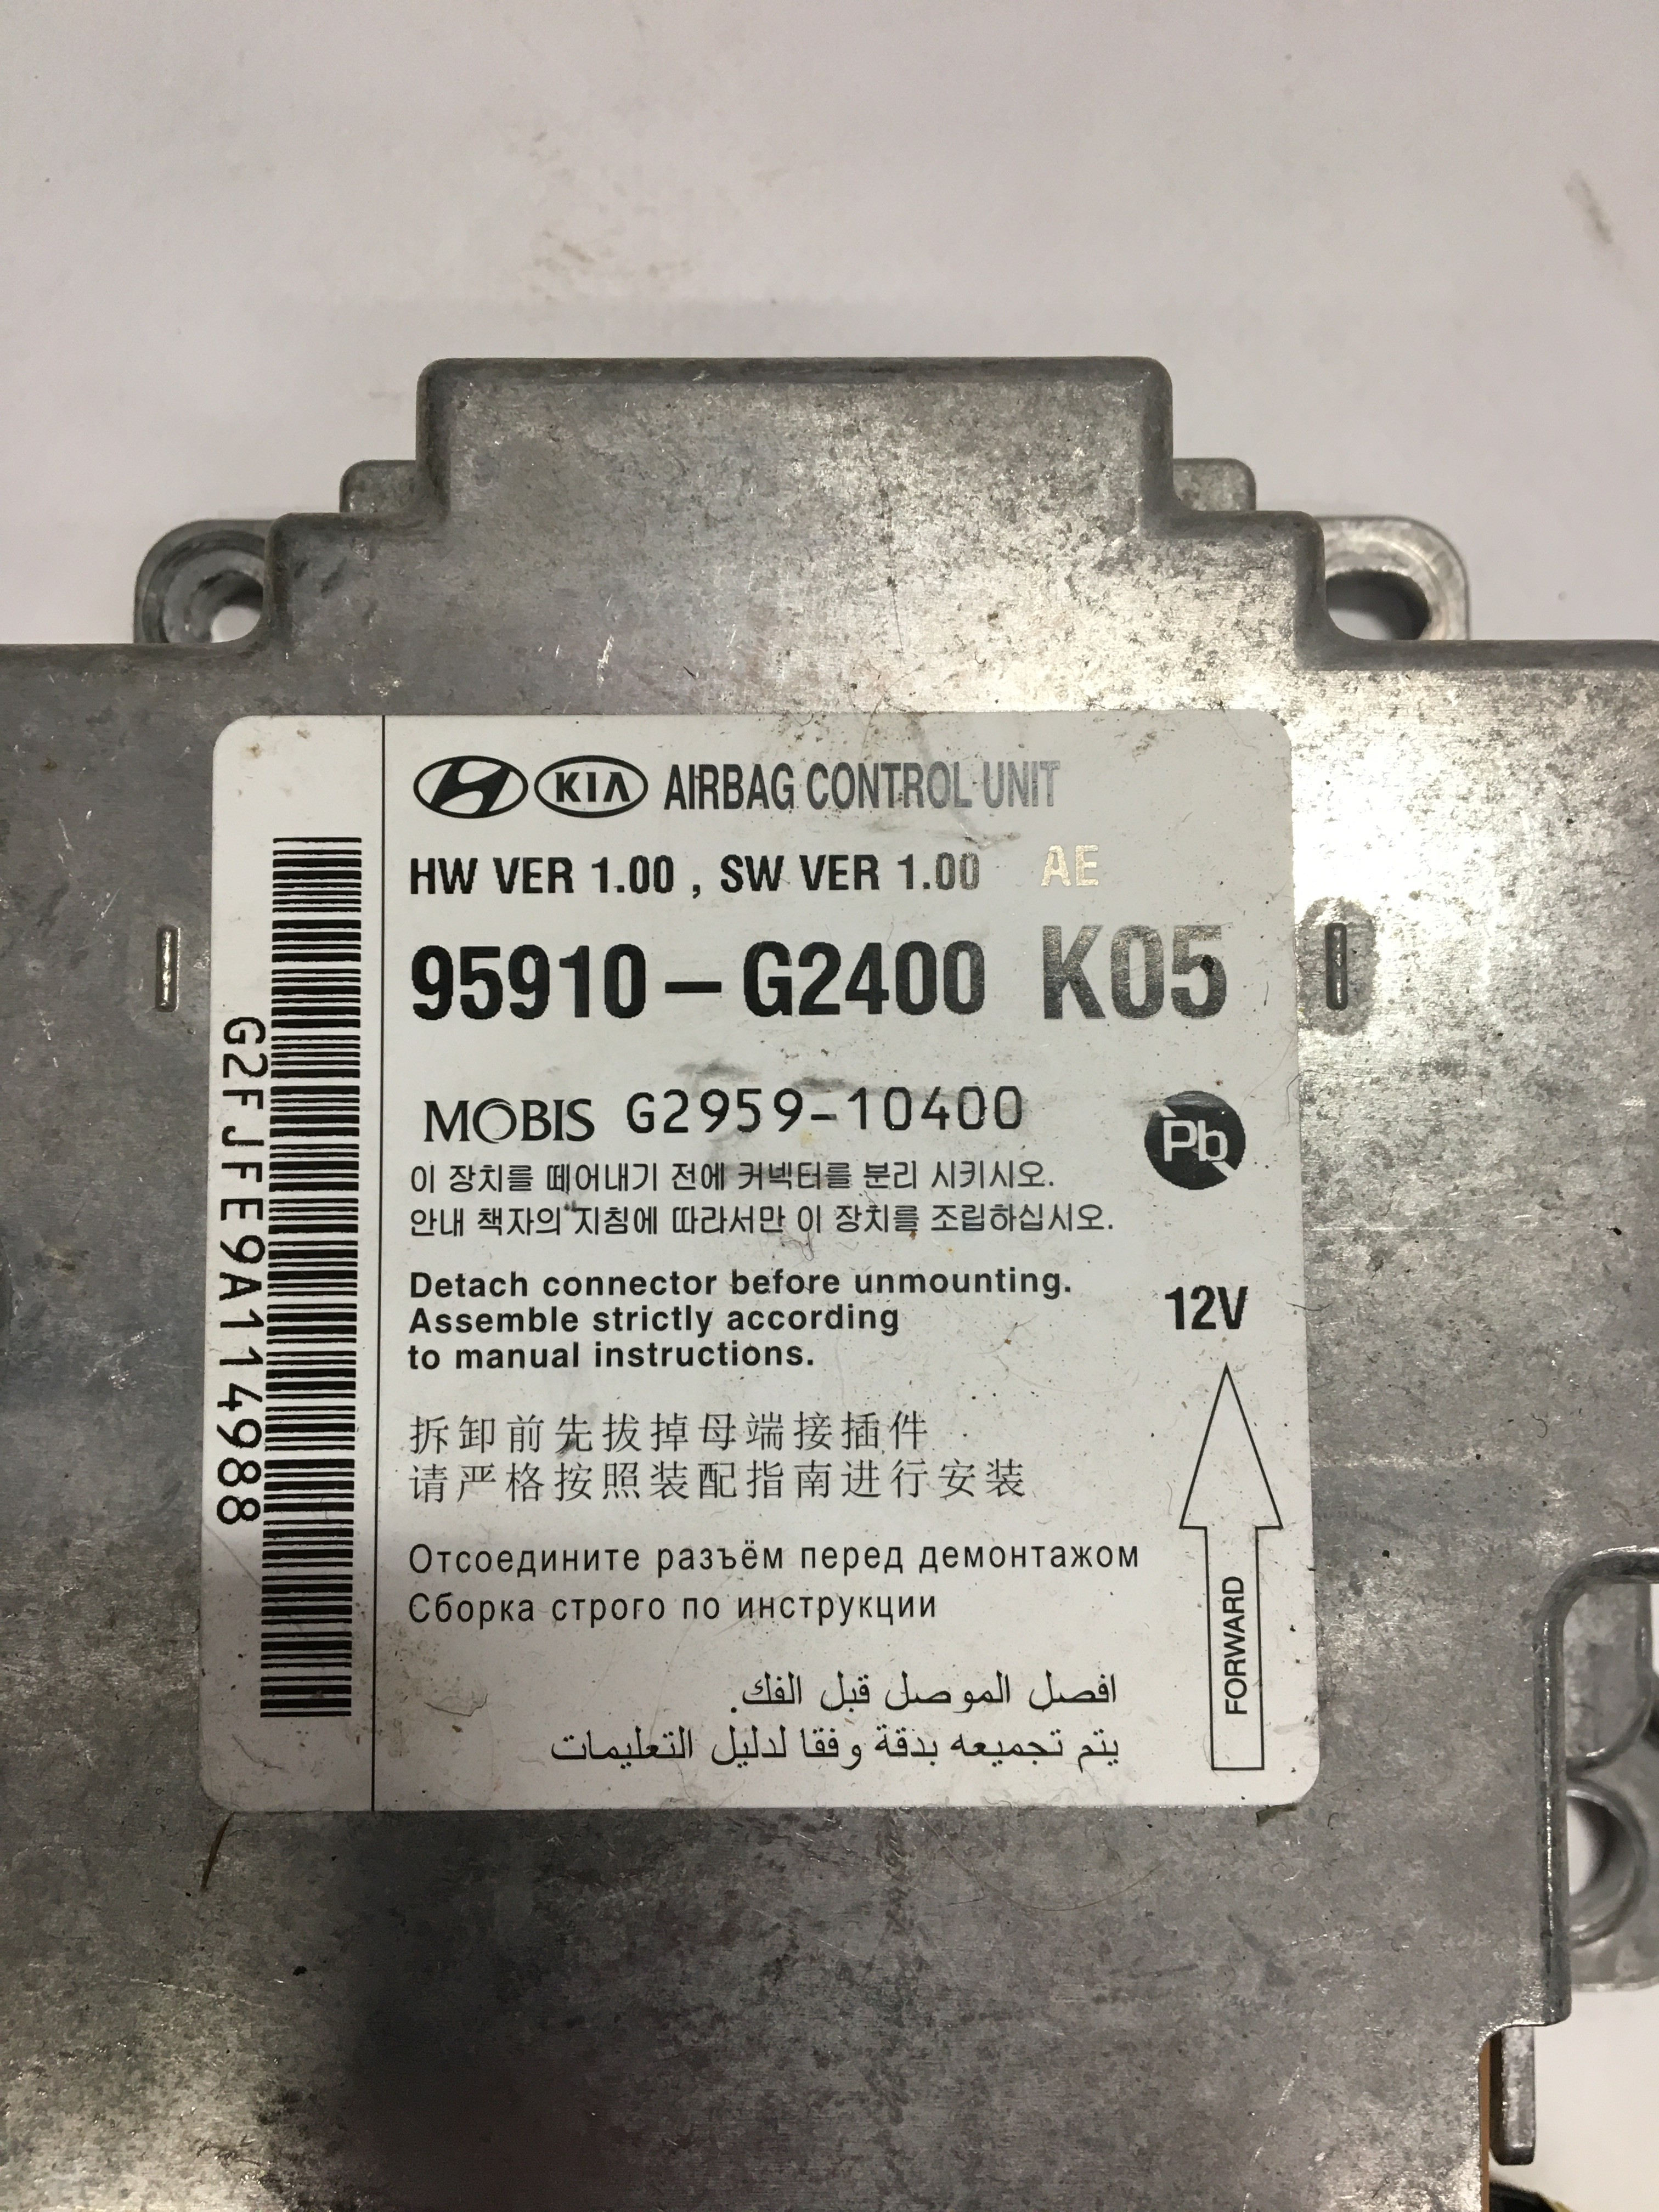 KIA AIRBAG CONTROL UNIT
HW VER 1.00 , SW VER 1.00 AE
95910-G2400 K05
MOBIS G2959-10400
Pb
이 장치를 떼어내기 전에 커넥터를 분리 시키시오.
안내 책자의 지침에 따라서만 이 장치를 조립하십시오.
Detach connector before unmounting.
Assemble strictly according
to manual instructions.
12V
拆卸前先拔掉母端接插件
请严格按照装配指南进行安装
Отсоедините разъём перед демонтажом
Сборка строго по инструкции
افصل الموصل قبل الفك.
يتم تجميعه بدقة وفقا لدليل التعليمات
FORWARD
G2FJFE9A114988